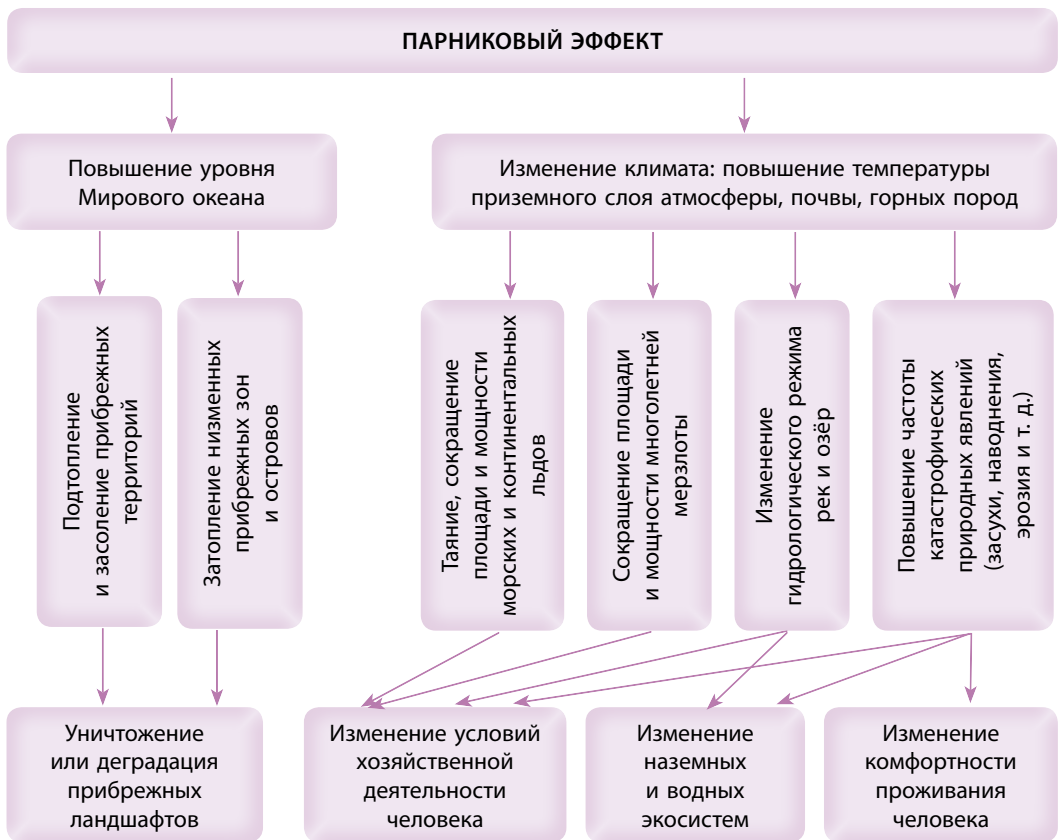 ПАРНИКОВЫЙ ЭФФЕКТ
Повышение уровня
Мирового океана
Изменение климата: повышение температуры
приземного слоя атмосферы, почвы, горных пород
Подтопление
и засоление прибрежных
территорий
Затопление низменных
прибрежных зон
и островов
Таяние, сокращение
площади и мощности
морских и континентальных
льдов
Сокращение площади
и мощности многолетней
мерзлоты
Изменение
гидрологического режима
рек и озёр
Повышение частоты
катастрофических
природных явлений
(засухи, наводнения,
эрозия и т. д.)
Уничтожение
или деградация
прибрежных
ландшафтов
Изменение условий
хозяйственной
деятельности
человека
Изменение
наземных
и водных
экосистем
Изменение
комфортности
проживания
человека